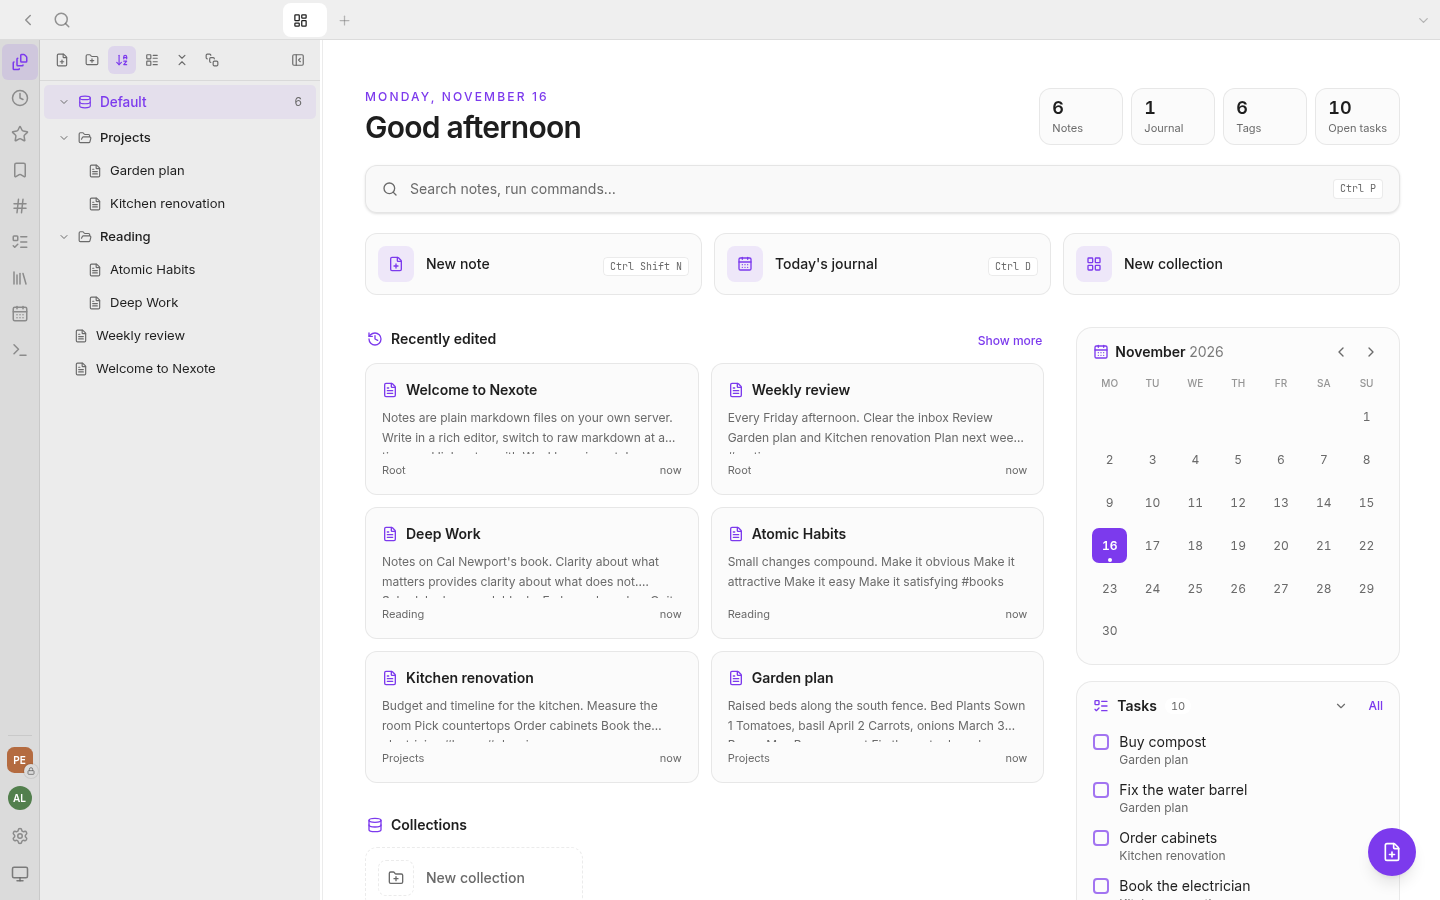 Default 6
Projects
Garden plan
Kitchen renovation
Reading
Atomic Habits
Deep Work
Weekly review
Welcome to Nexote
PE
AL
MONDAY, NOVEMBER 16
Good afternoon
6 Notes
1 Journal
6 Tags
10 Open tasks
Search notes, run commands... Ctrl P
New note Ctrl Shift N
Today's journal Ctrl D
New collection
Recently edited Show more
Welcome to Nexote
Notes are plain markdown files on your own server.
Write in a rich editor, switch to raw markdown at a...
Root now
Weekly review
Every Friday afternoon. Clear the inbox Review
Garden plan and Kitchen renovation Plan next wee...
Root now
Deep Work
Notes on Cal Newport's book. Clarity about what
matters provides clarity about what does not....
Reading now
Atomic Habits
Small changes compound. Make it obvious Make it
attractive Make it easy Make it satisfying #books
Reading now
Kitchen renovation
Budget and timeline for the kitchen. Measure the
room Pick countertops Order cabinets Book the...
Projects now
Garden plan
Raised beds along the south fence. Bed Plants Sown
1 Tomatoes, basil April 2 Carrots, onions March 3...
Projects now
Collections
New collection
November 2026
MO TU WE TH FR SA SU
1
2 3 4 5 6 7 8
9 10 11 12 13 14 15
16 17 18 19 20 21 22
23 24 25 26 27 28 29
30
Tasks 10 All
Buy compost
Garden plan
Fix the water barrel
Garden plan
Order cabinets
Kitchen renovation
Book the electrician